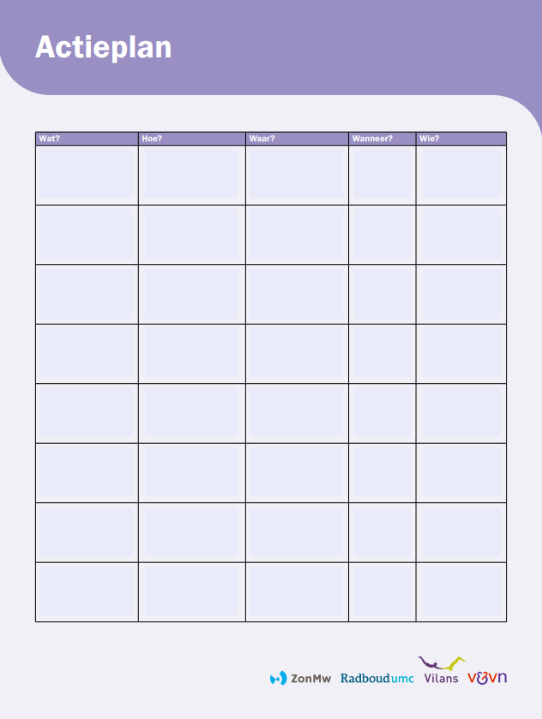 Actieplan
Wat? Hoe? Waar? Wanneer? Wie?
ZonMw Radboudumc Vilans V&VN